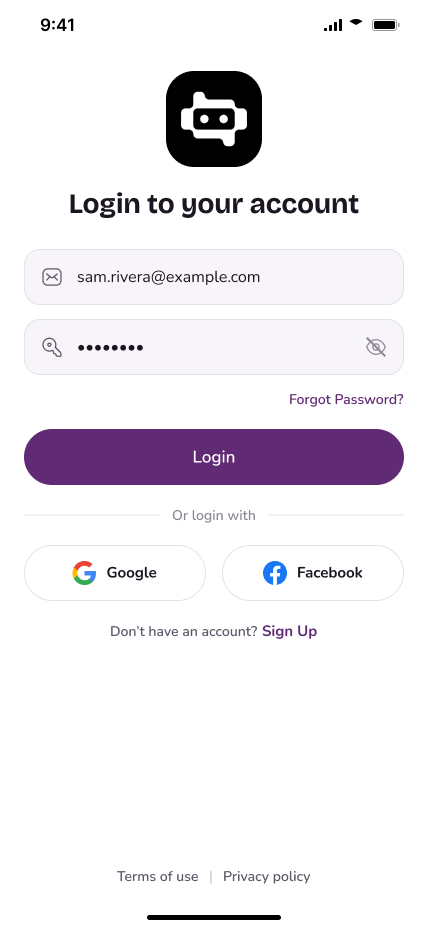 9:41
Login to your account
sam.rivera@example.com
••••••••
Forgot Password?
Login
Or login with
Google
Facebook
Don't have an account? Sign Up
Terms of use | Privacy policy